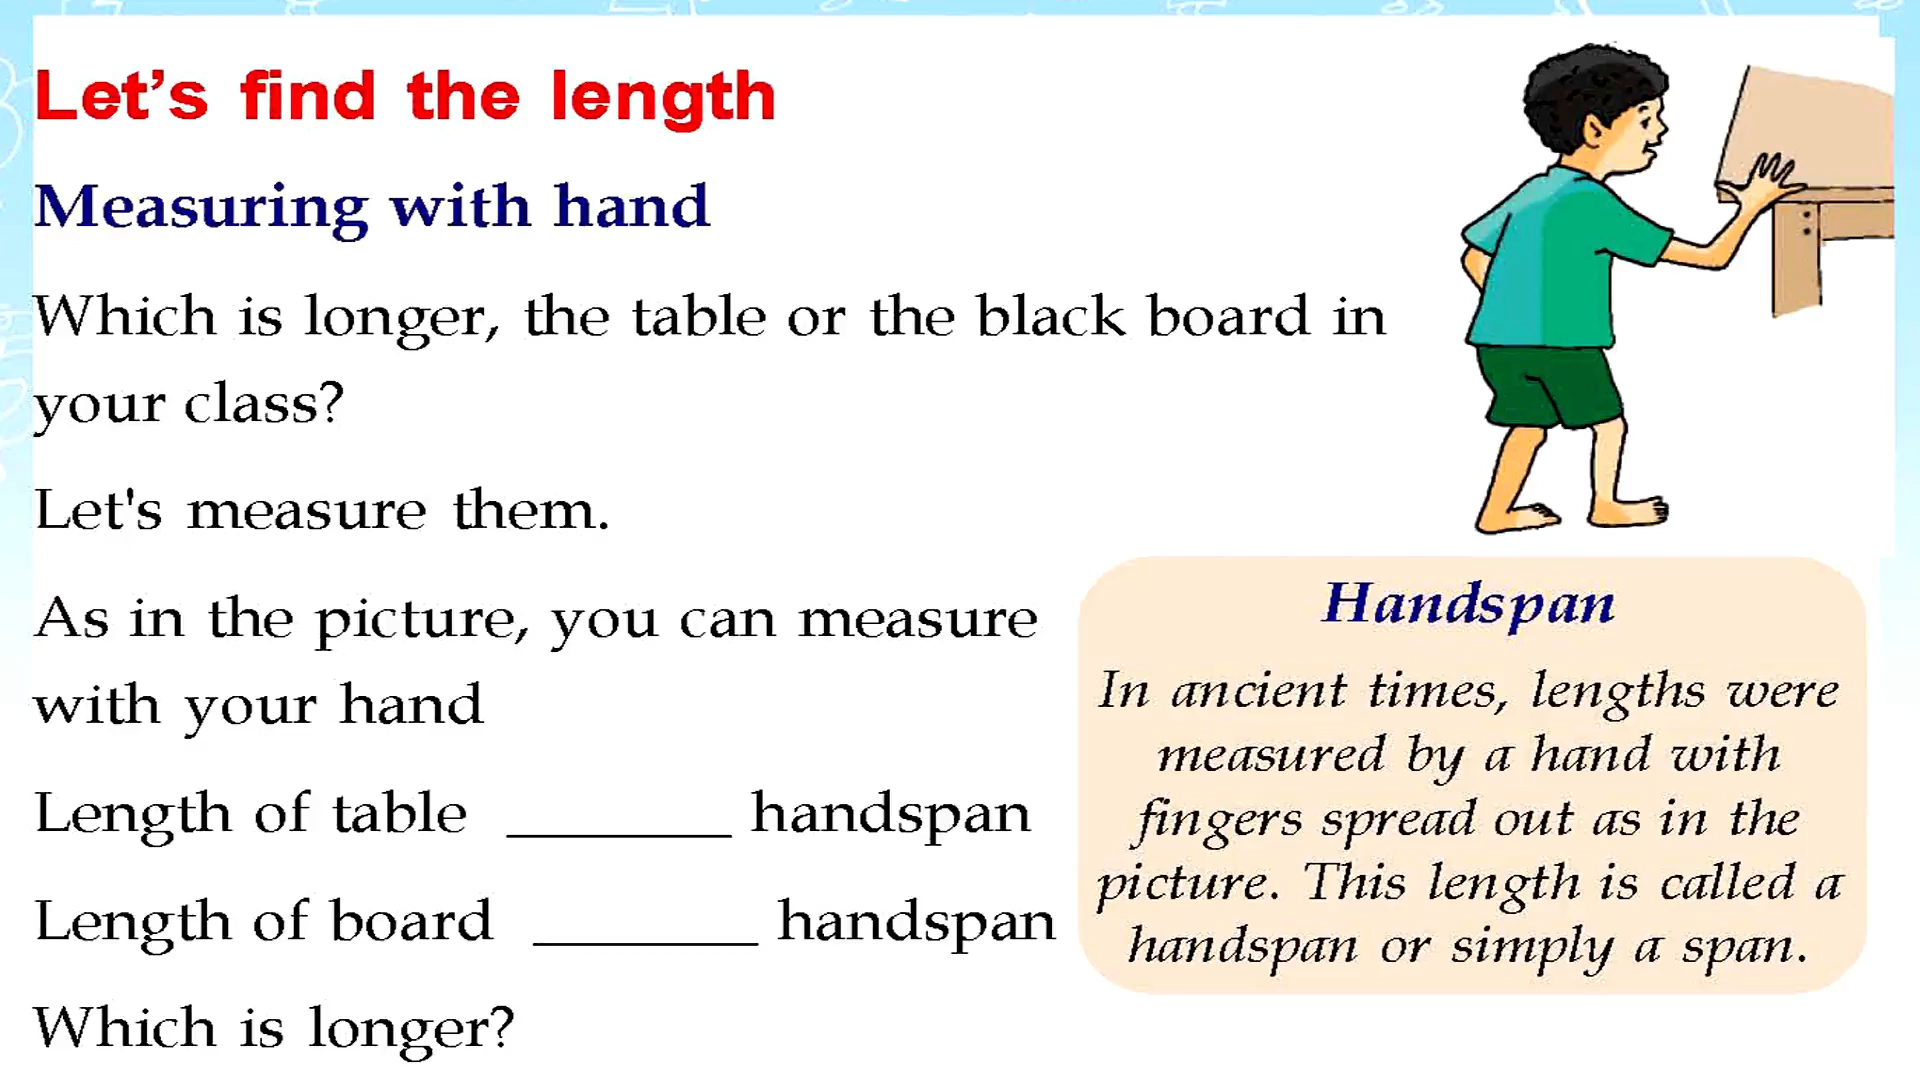 Let’s find the length
Measuring with hand
Which is longer, the table or the black board in
your class?
Let's measure them.
As in the picture, you can measure
with your hand
Length of table ________ handspan
Length of board ________ handspan
Which is longer?
Handspan
In ancient times, lengths were
measured by a hand with
fingers spread out as in the
picture. This length is called a
handspan or simply a span.